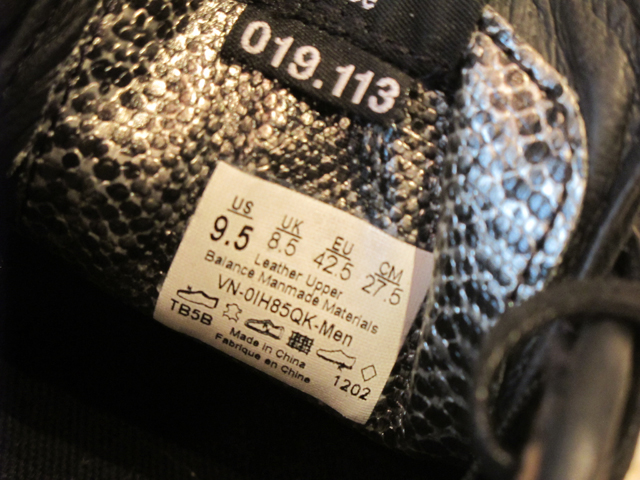 019.113
US UK EU CM
9.5 8.5 42.5 27.5
Leather Upper
Balance Manmade Materials
VN-0IH85QK-Men
TB5B
Made in China
Fabriqué en Chine
1202